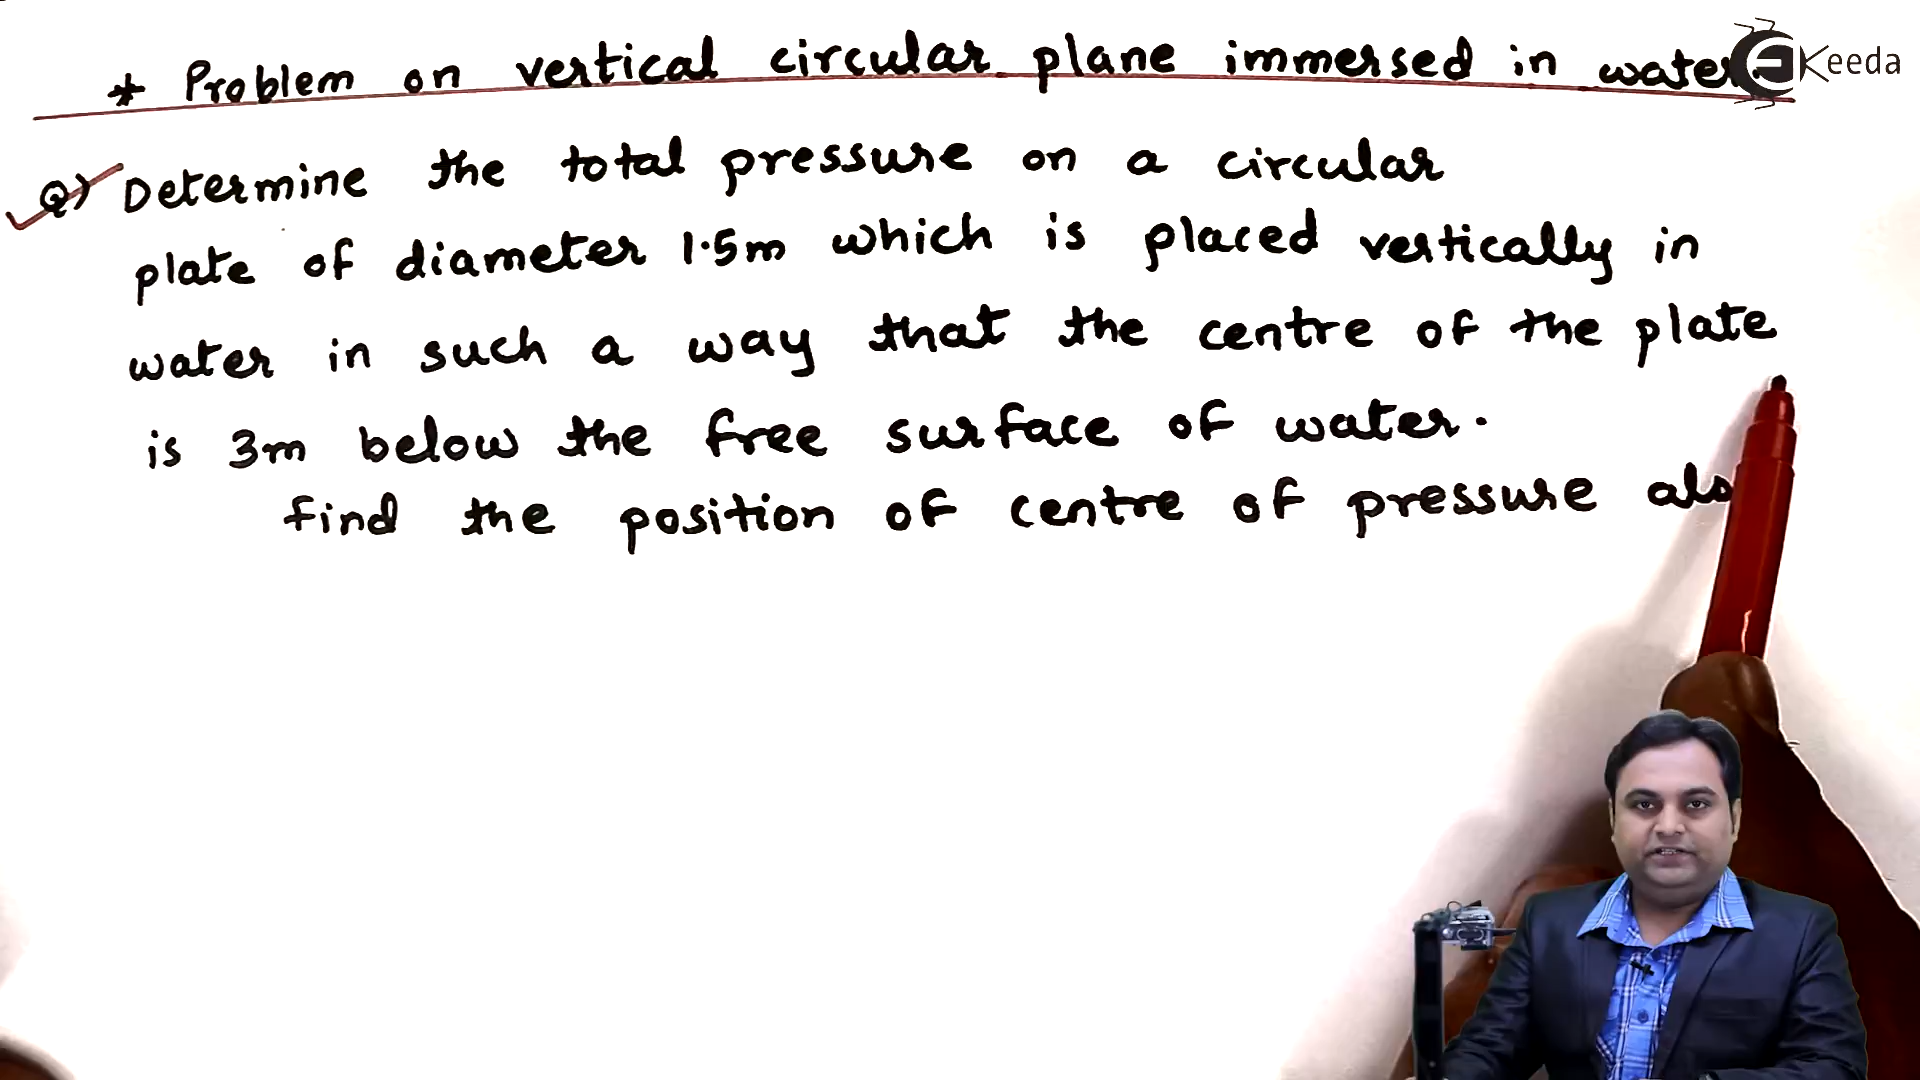 * Problem on vertical circular plane immersed in water.
Keeda
Q) Determine the total pressure on a circular
plate of diameter 1.5m which is placed vertically in
water in such a way that the centre of the plate
is 3m below the free surface of water.
find the position of centre of pressure also